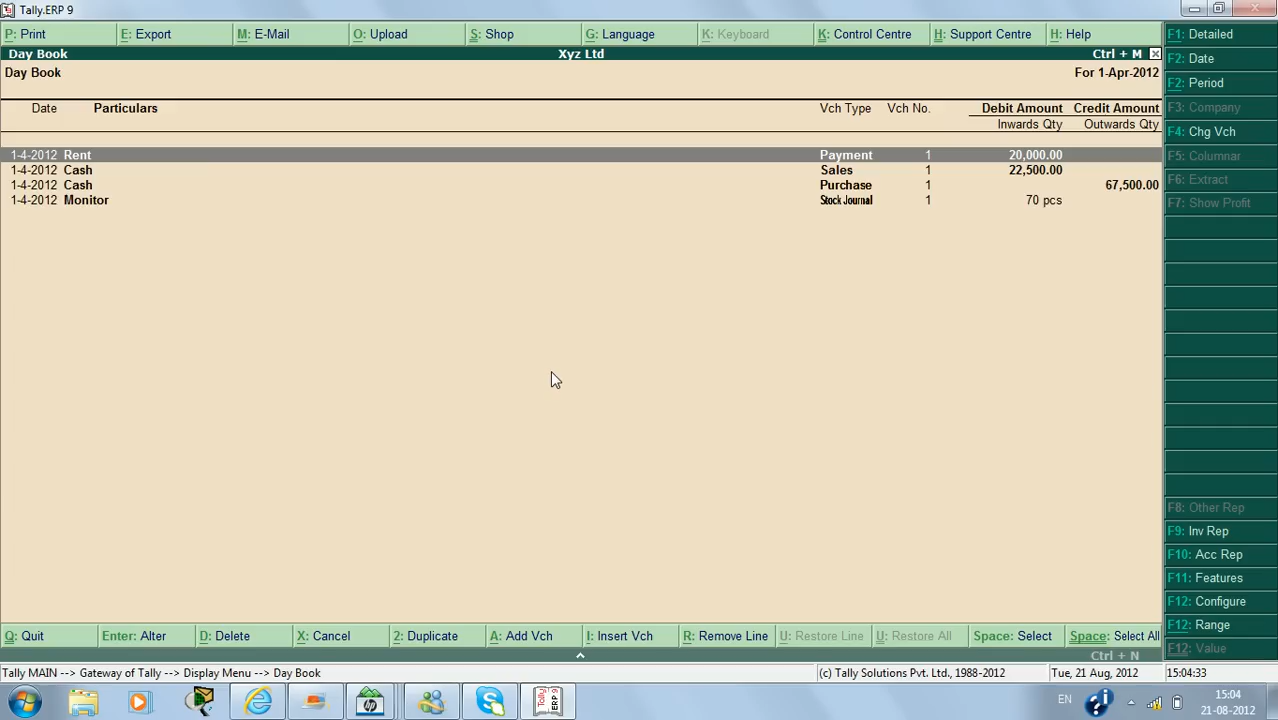 Tally.ERP 9
P: Print E: Export M: E-Mail O: Upload S: Shop G: Language K: Keyboard K: Control Centre H: Support Centre H: Help
Day Book Xyz Ltd Ctrl + M
Day Book For 1-Apr-2012
Date Particulars Vch Type Vch No. Debit Amount Credit Amount
Inwards Qty Outwards Qty
1-4-2012 Rent Payment 1 20,000.00
1-4-2012 Cash Sales 1 22,500.00
1-4-2012 Cash Purchase 1 67,500.00
1-4-2012 Monitor Stock Journal 1 70 pcs
F1: Detailed
F2: Date
F2: Period
F3: Company
F4: Chg Vch
F5: Columnar
F6: Extract
F7: Show Profit
F8: Other Rep
F9: Inv Rep
F10: Acc Rep
F11: Features
F12: Configure
F12: Range
F12: Value
Q: Quit Enter: Alter D: Delete X: Cancel 2: Duplicate A: Add Vch I: Insert Vch R: Remove Line U: Restore Line U: Restore All Space: Select Space: Select All
Ctrl + N
Tally MAIN --> Gateway of Tally --> Display Menu --> Day Book (c) Tally Solutions Pvt. Ltd., 1988-2012 Tue, 21 Aug, 2012 15:04:33
Tally ERP 9
EN 15:04
21-08-2012